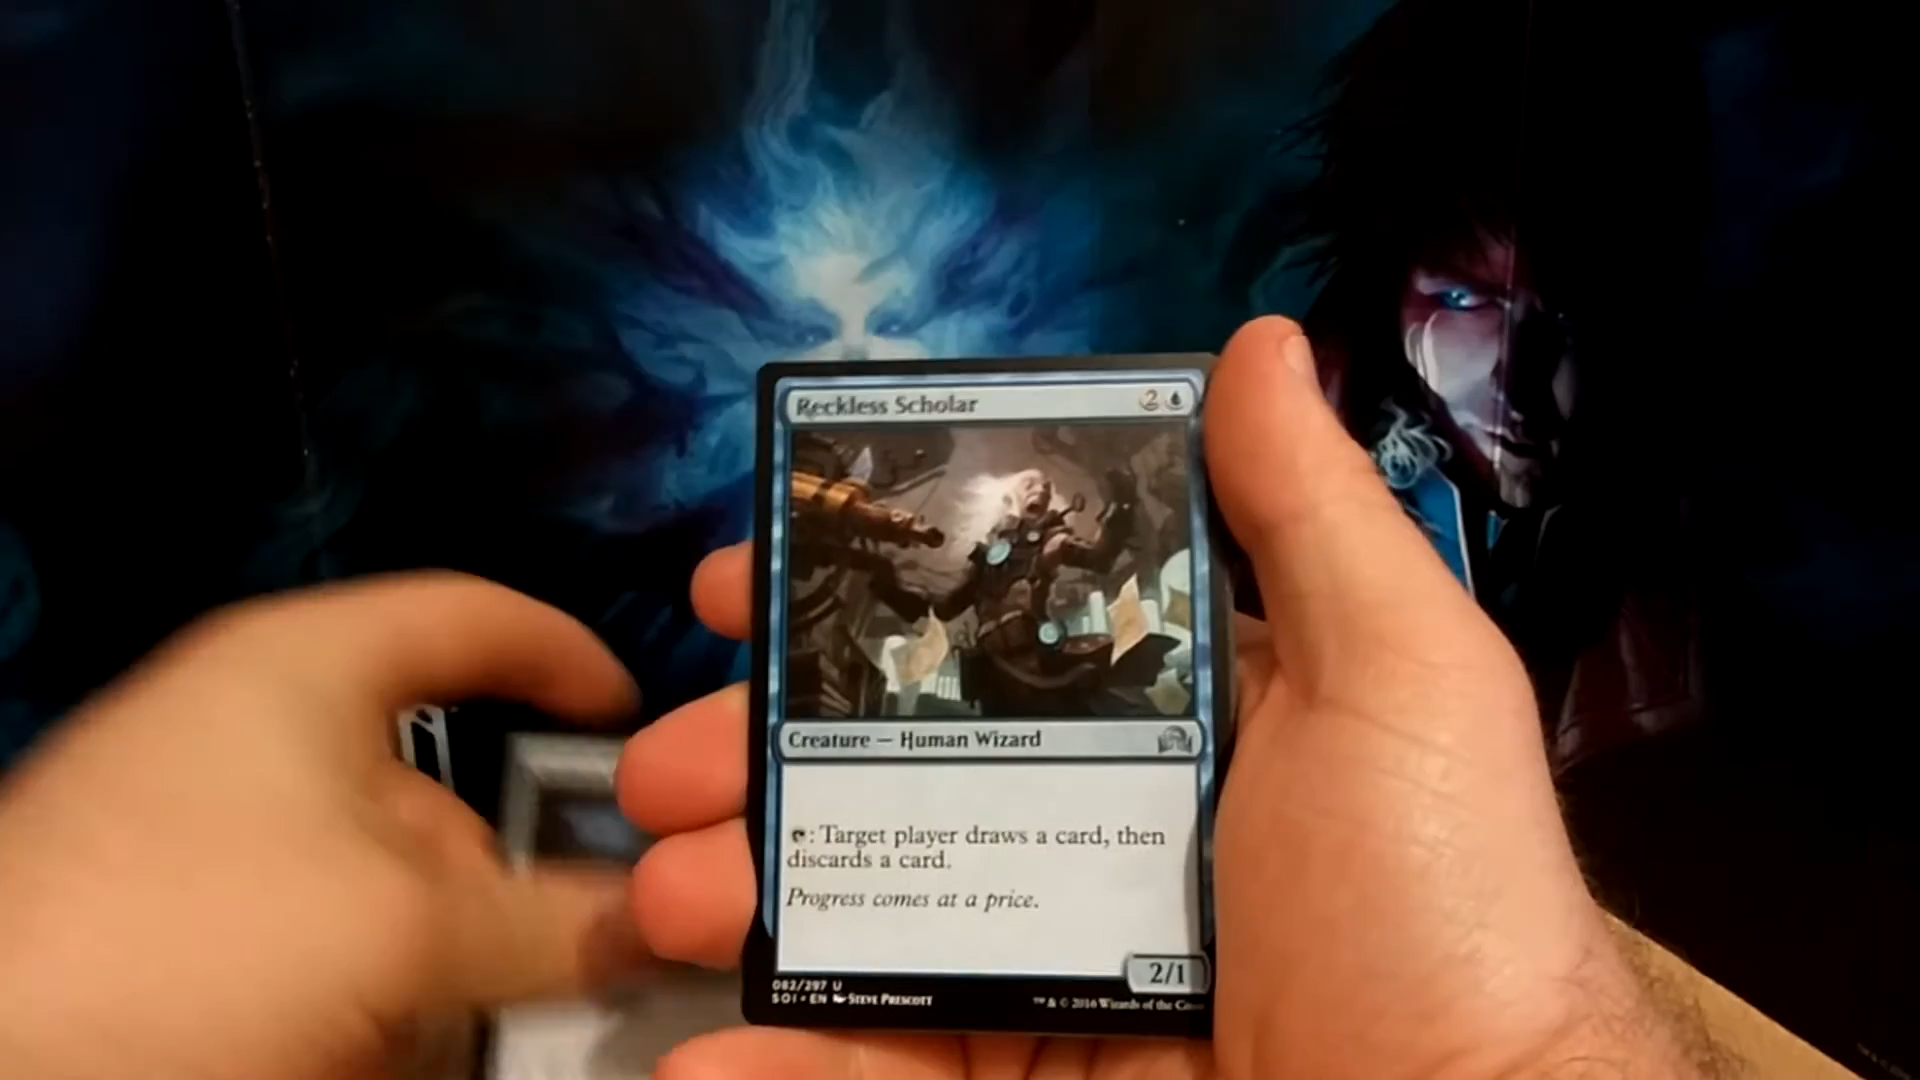 Reckless Scholar 2
Creature — Human Wizard
: Target player draws a card, then
discards a card.
Progress comes at a price.
2/1
082/297 U
SOI • EN Steve Prescott
™ & © 2016 Wizards of the